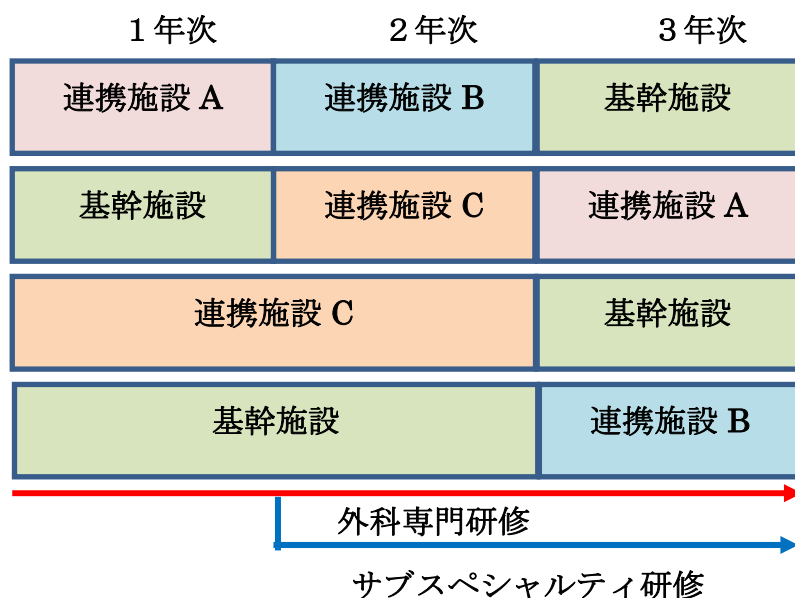 １年次 ２年次 ３年次
連携施設 A 連携施設 B 基幹施設
基幹施設 連携施設 C 連携施設 A
連携施設 C 基幹施設
基幹施設 連携施設 B
外科専門研修
サブスペシャルティ研修